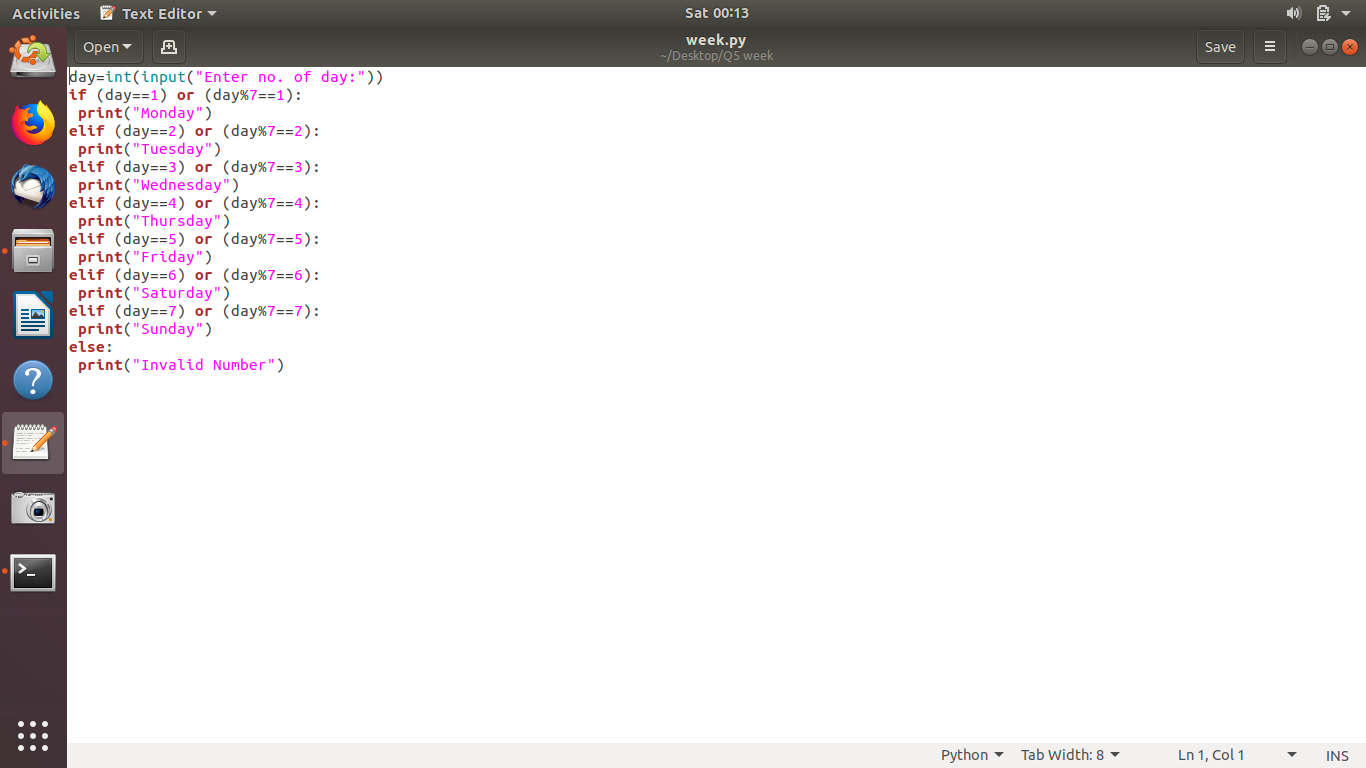 Activities Text Editor Sat 00:13
Open week.py Save
~/Desktop/Q5 week
day=int(input("Enter no. of day:"))
if (day==1) or (day%7==1):
 print("Monday")
elif (day==2) or (day%7==2):
 print("Tuesday")
elif (day==3) or (day%7==3):
 print("Wednesday")
elif (day==4) or (day%7==4):
 print("Thursday")
elif (day==5) or (day%7==5):
 print("Friday")
elif (day==6) or (day%7==6):
 print("Saturday")
elif (day==7) or (day%7==7):
 print("Sunday")
else:
 print("Invalid Number")
Python Tab Width: 8 Ln 1, Col 1 INS